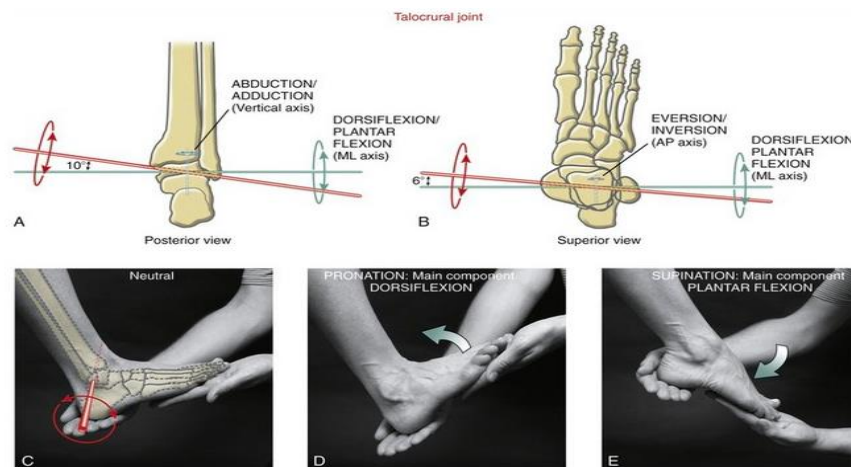 Talocrural joint
ABDUCTION/
ADDUCTION
(Vertical axis)
DORSIFLEXION/
PLANTAR
FLEXION
(ML axis)
10°
A
Posterior view
EVERSION/
INVERSION
(AP axis)
DORSIFLEXION/
PLANTAR
FLEXION
(ML axis)
6°
B
Superior view
Neutral
C
PRONATION: Main component
DORSIFLEXION
D
SUPINATION: Main component
PLANTAR FLEXION
E